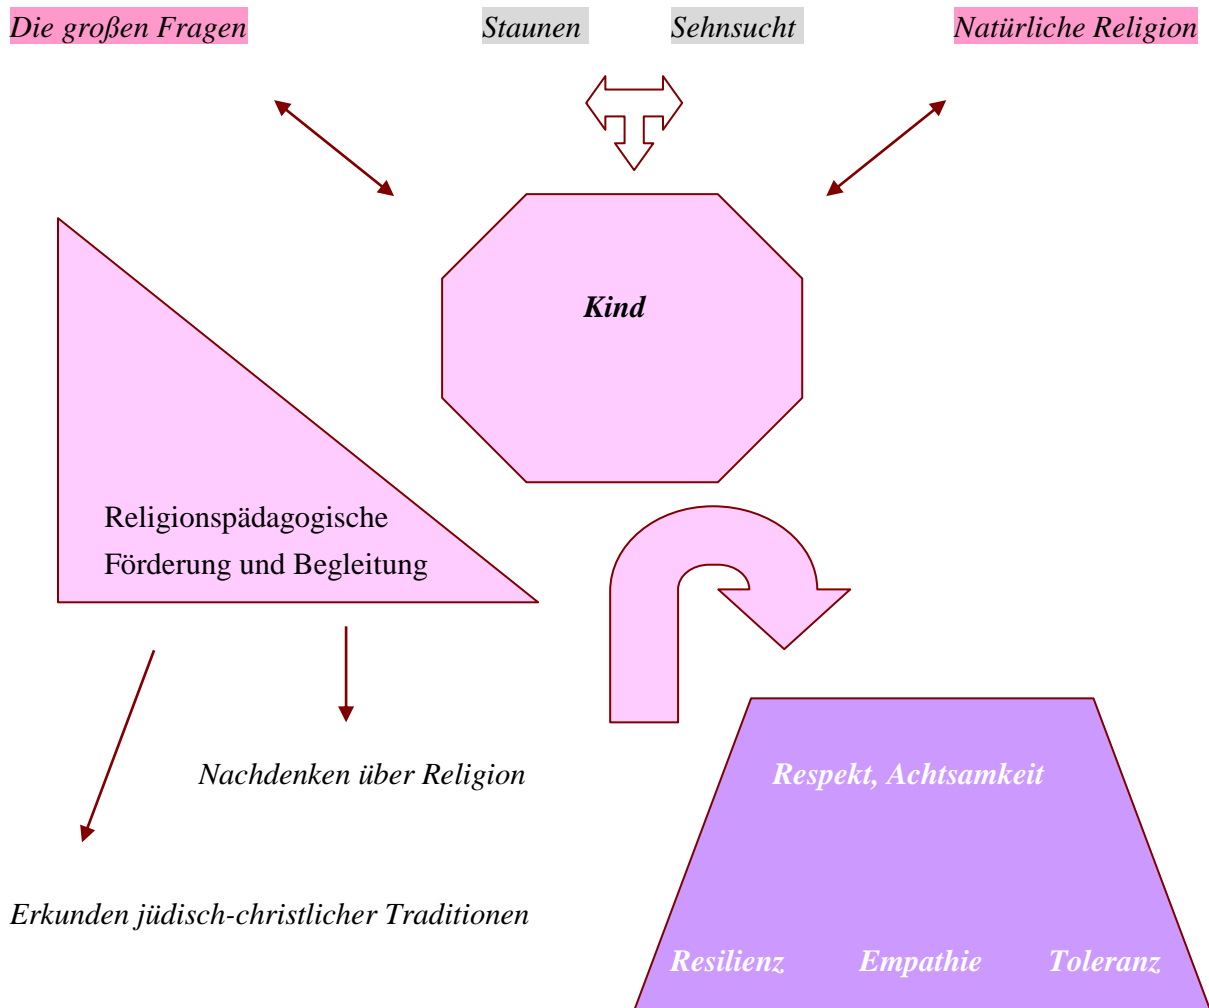 Die großen Fragen Staunen Sehnsucht Natürliche Religion
Kind
Religionspädagogische
Förderung und Begleitung
Nachdenken über Religion
Respekt, Achtsamkeit
Erkunden jüdisch-christlicher Traditionen
Resilienz Empathie Toleranz